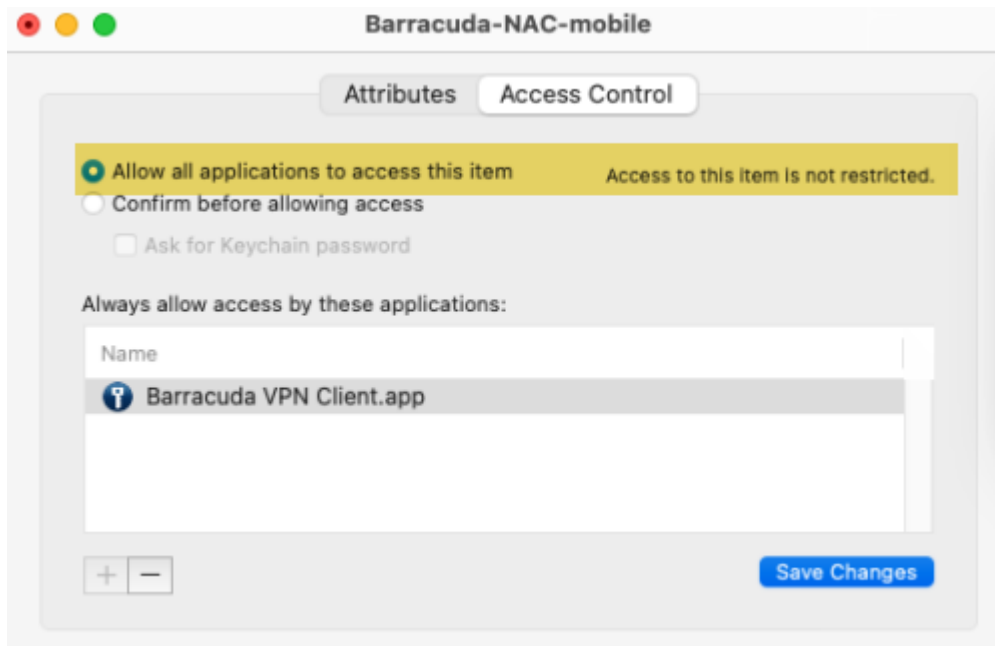 Barracuda-NAC-mobile
Attributes Access Control
Allow all applications to access this item Access to this item is not restricted.
Confirm before allowing access
Ask for Keychain password
Always allow access by these applications:
Name
Barracuda VPN Client.app
+ −
Save Changes